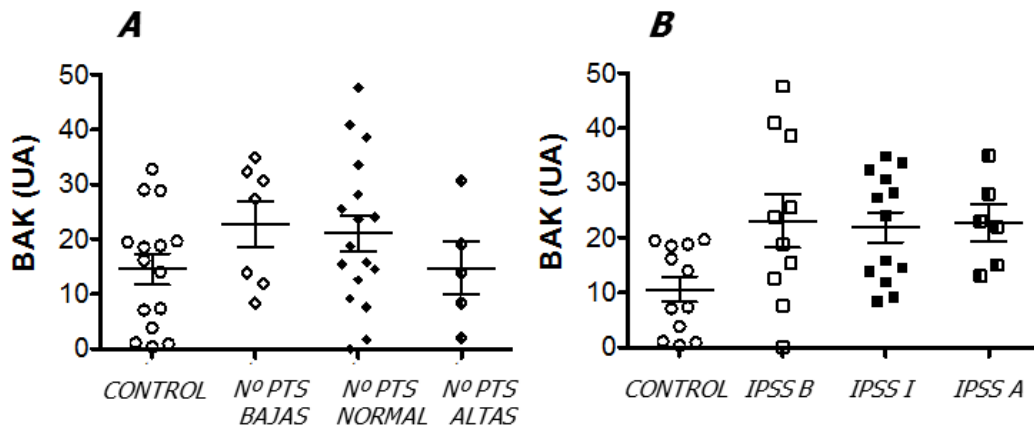 A
BAK (UA)
50
40
30
20
10
0
CONTROL
Nº PTS
BAJAS
Nº PTS
NORMAL
Nº PTS
ALTAS
B
BAK (UA)
50
40
30
20
10
0
CONTROL
IPSS B
IPSS I
IPSS A